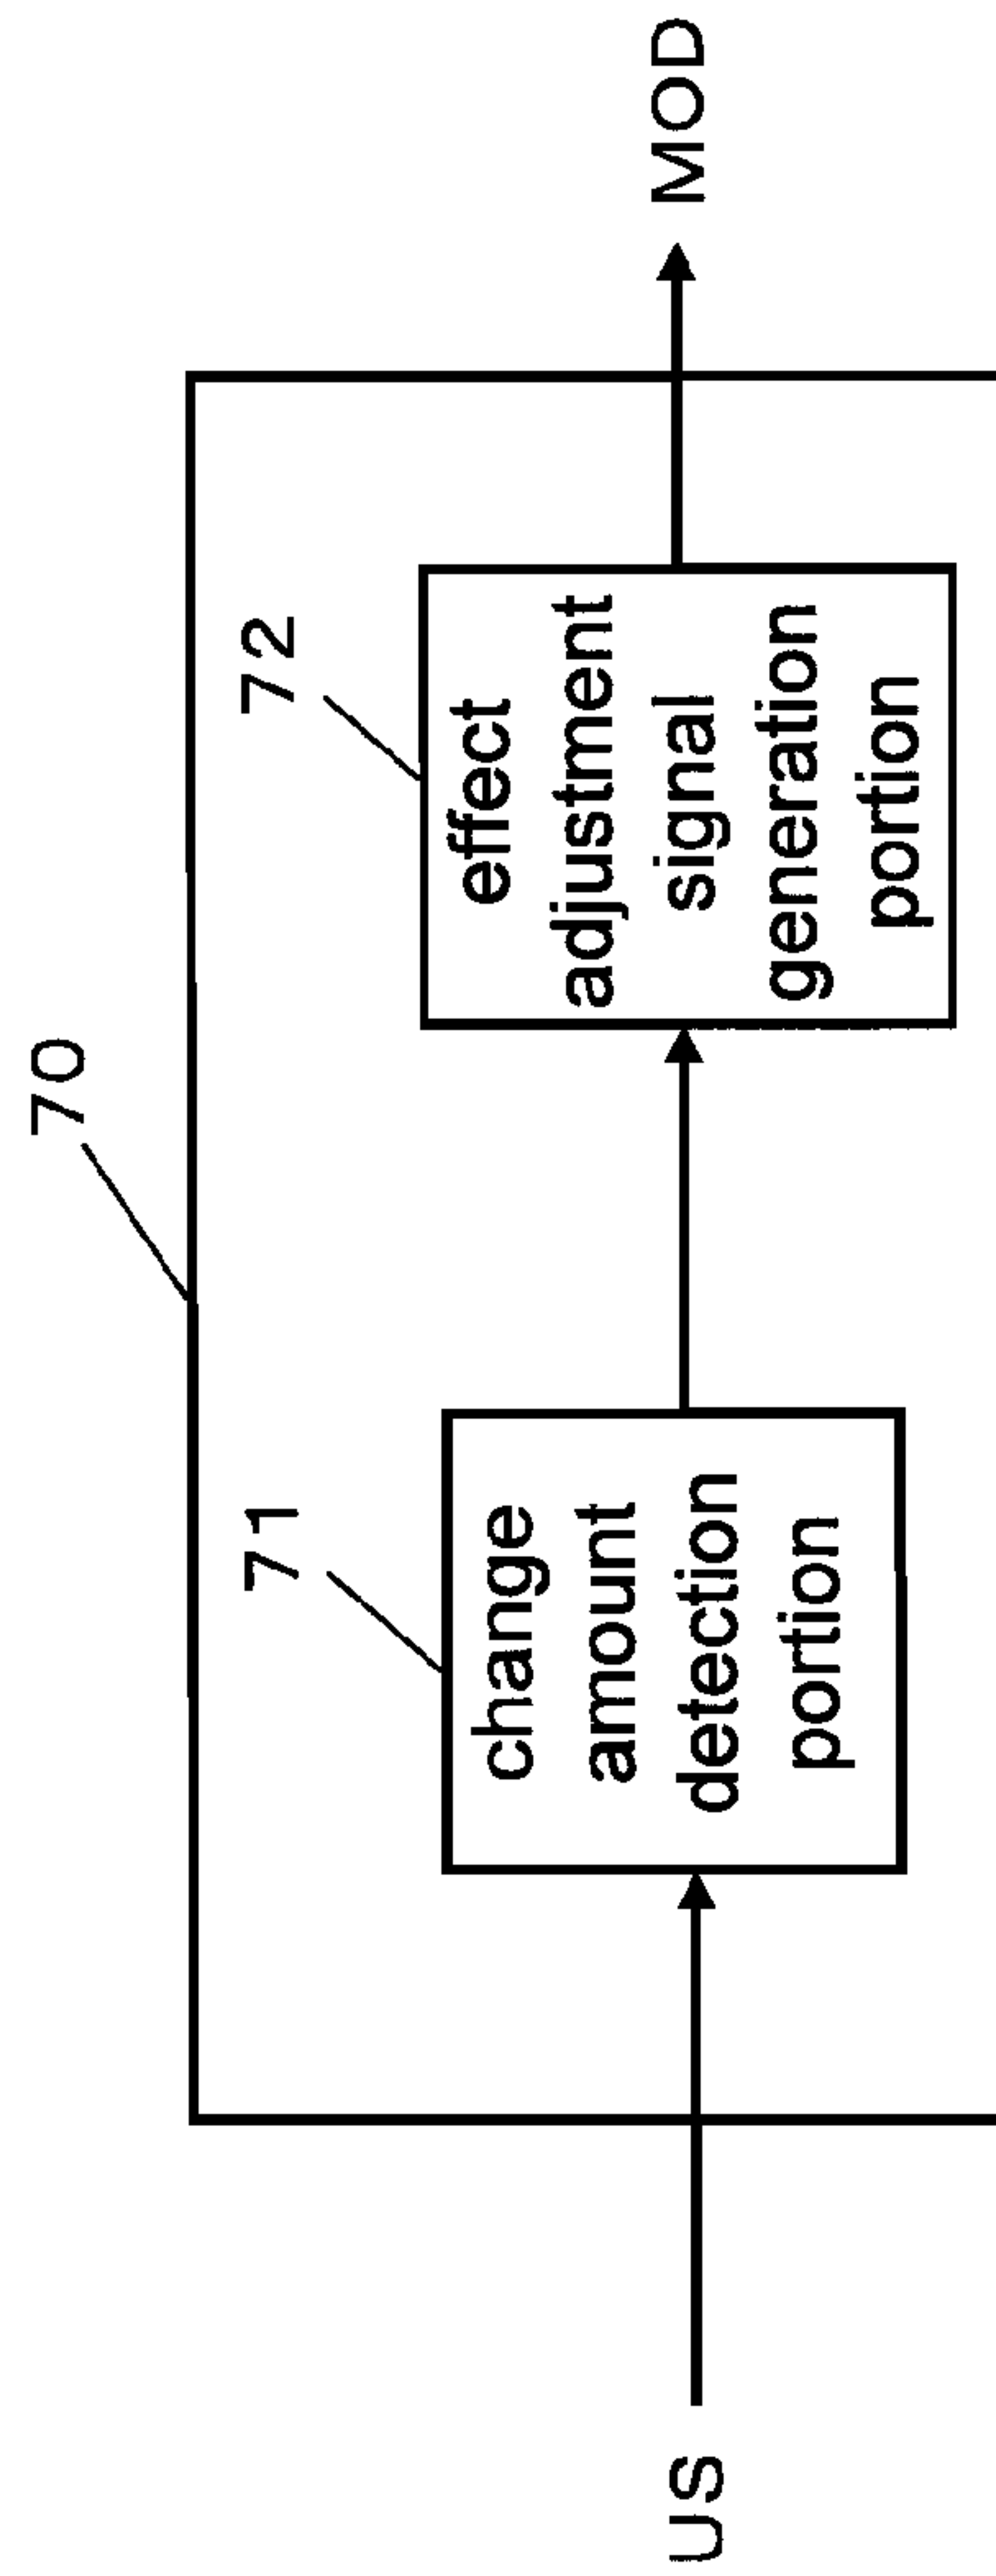 70
71
72
US
change
amount
detection
portion
effect
adjustment
signal
generation
portion
MOD